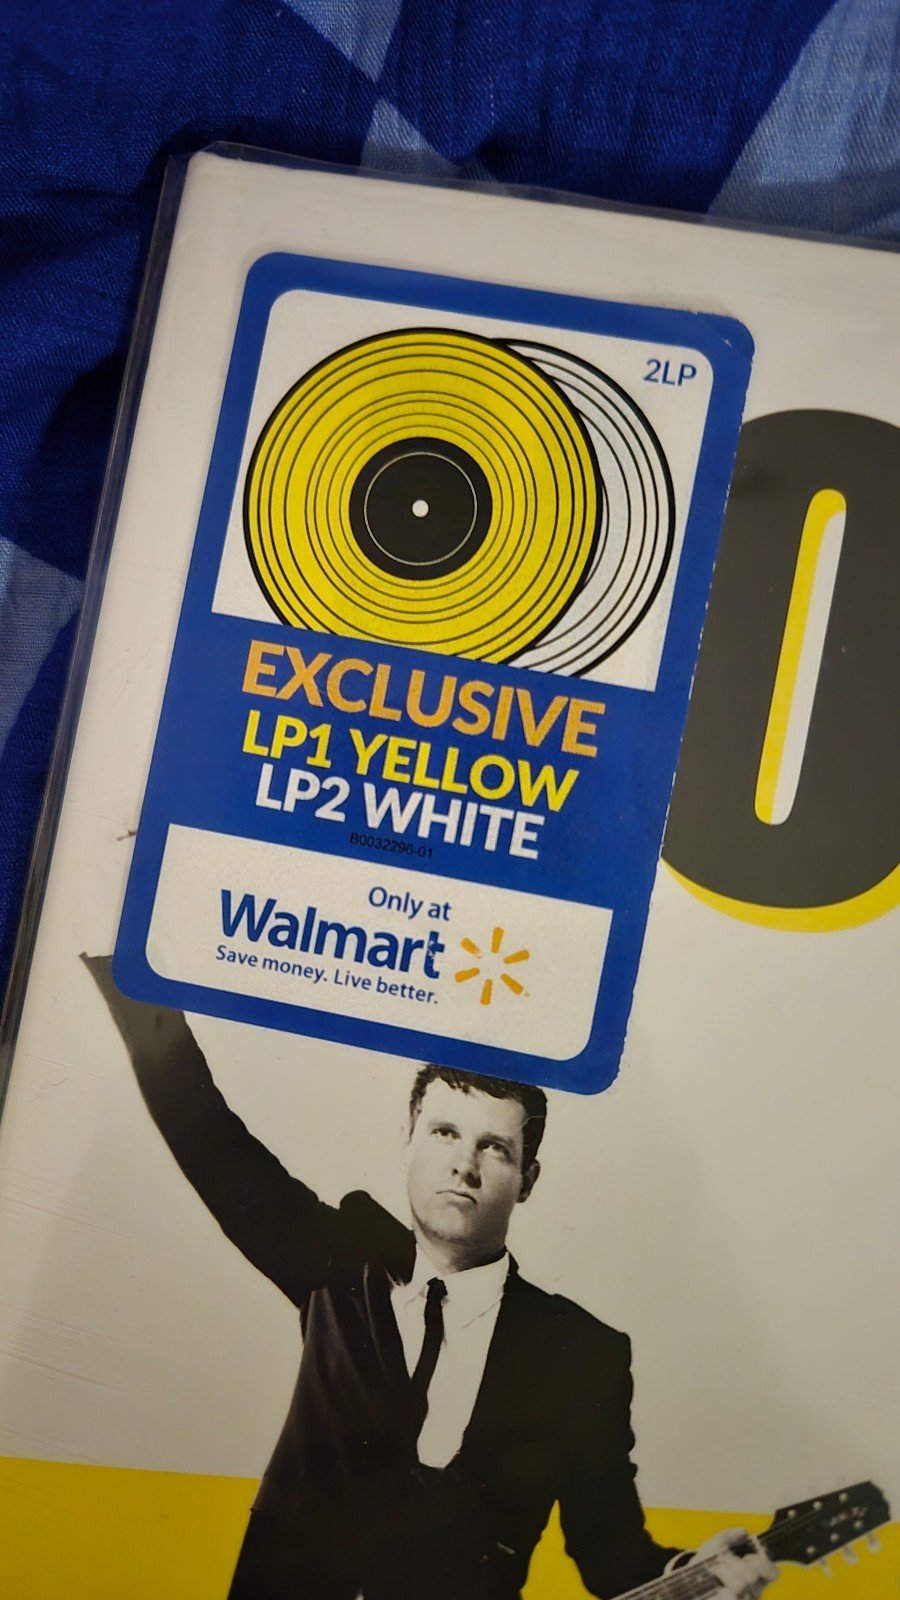 2LP
EXCLUSIVE
LP1 YELLOW
LP2 WHITE
B0032296-01
Only at
Walmart
Save money. Live better.